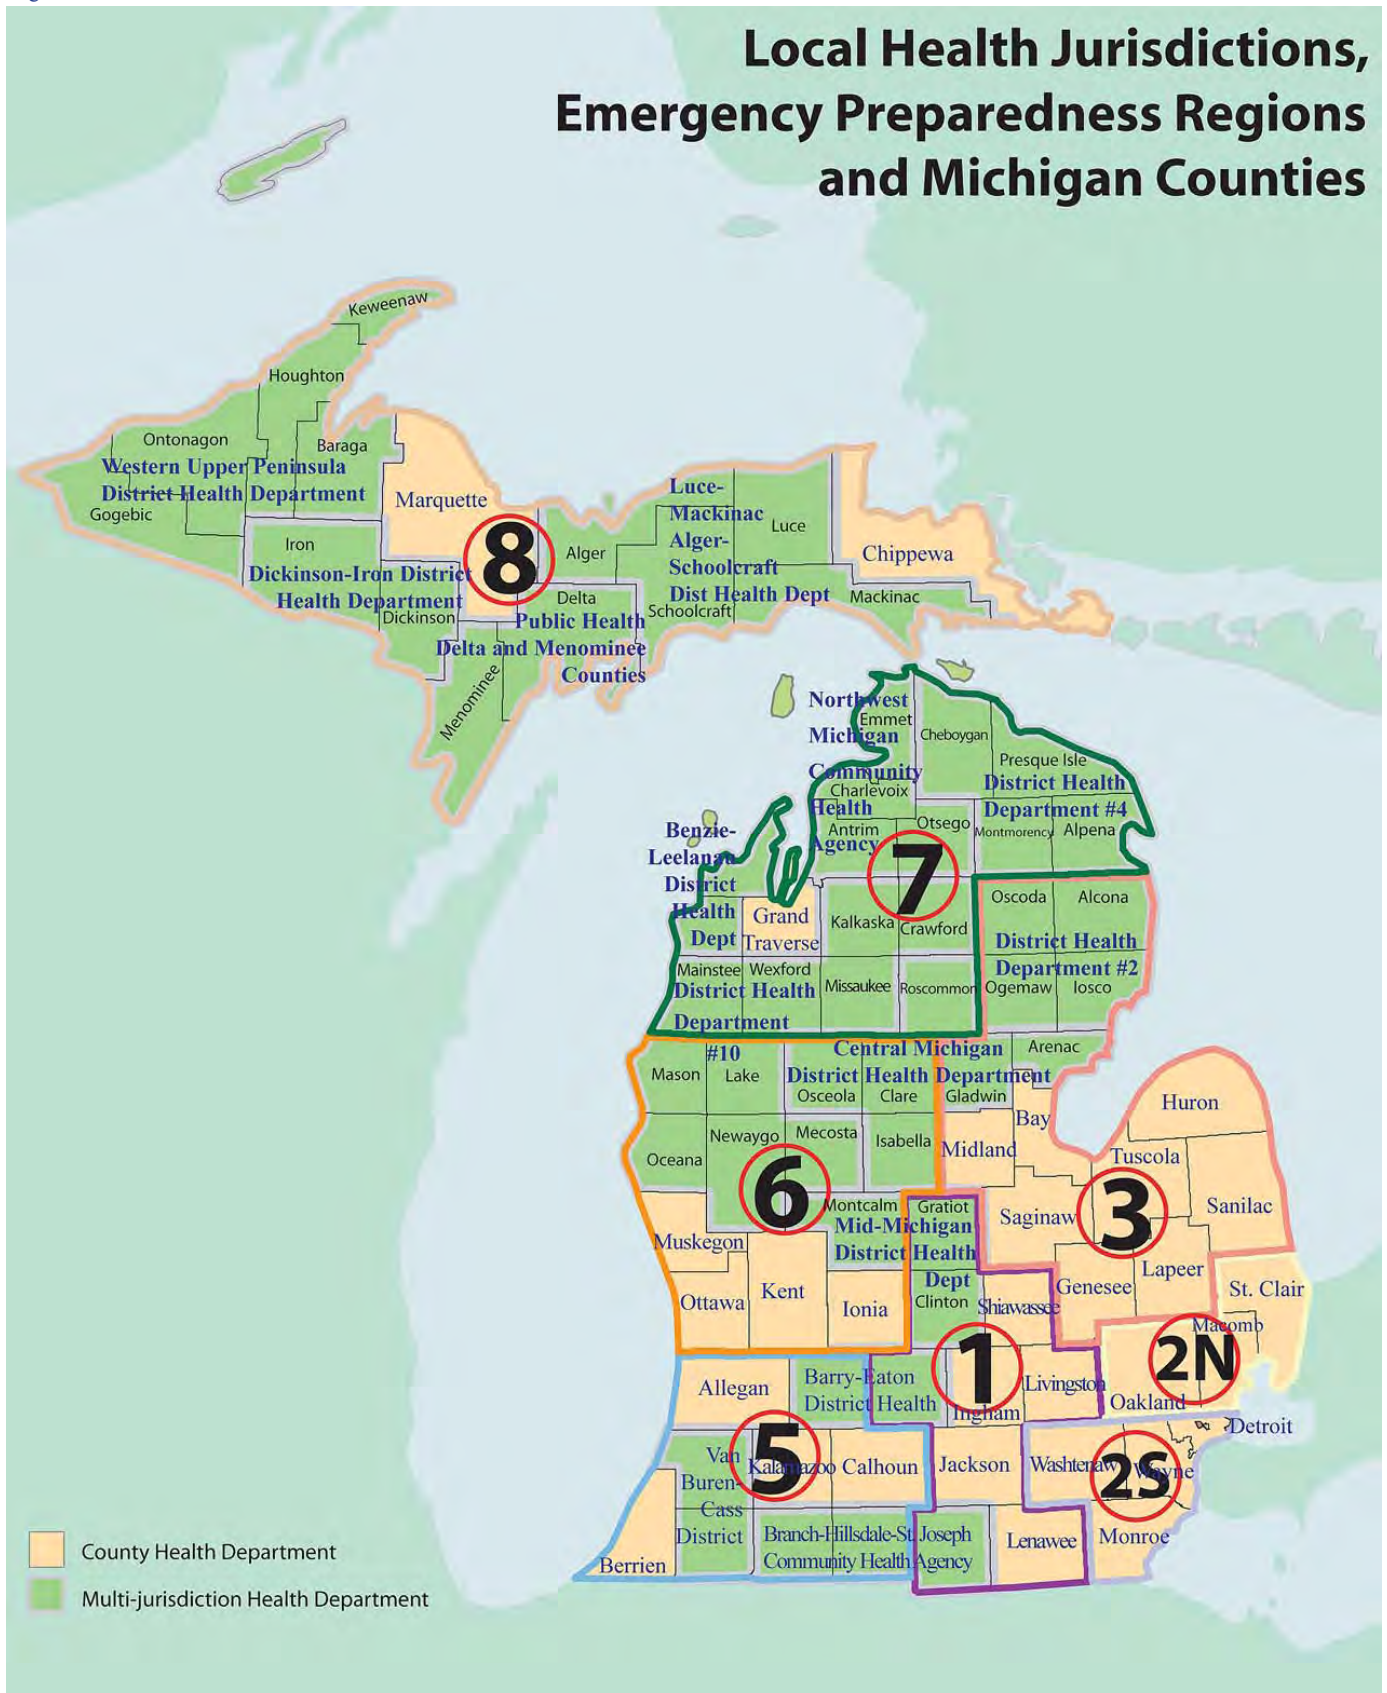 Local Health Jurisdictions,
Emergency Preparedness Regions
and Michigan Counties
Keweenaw
Houghton
Ontonagon
Baraga
Western Upper Peninsula
District Health Department
Gogebic
Marquette
Iron
Dickinson-Iron District
Health Department
Dickinson
8
Alger
Luce-
Mackinac
Alger-
Schoolcraft
Dist Health Dept
Luce
Chippewa
Mackinac
Schoolcraft
Delta
Public Health
Delta and Menominee
Counties
Menominee
Northwest
Michigan
Community
Health
Agency
Emmet
Cheboygan
Presque Isle
District Health
Department #4
Charlevoix
Antrim
Otsego
Montmorency
Alpena
7
Benzie-
Leelanau
District
Health
Dept
Grand
Traverse
Kalkaska
Crawford
Oscoda
Alcona
District Health
Department #2
Ogemaw
Iosco
Mainstee
Wexford
Missaukee
Roscommon
District Health
Department
#10
Central Michigan
District Health Department
Arenac
Mason
Lake
Osceola
Clare
Gladwin
Bay
Huron
Newaygo
Mecosta
Isabella
Midland
Tuscola
Oceana
6
3
Sanilac
Saginaw
Montcalm
Gratiot
Mid-Michigan
District Health
Dept
Muskegon
Kent
Ottawa
Ionia
Clinton
Shiawassee
Genesee
Lapeer
St. Clair
Macomb
2N
1
Oakland
Livingston
Ingham
Allegan
Barry-Eaton
District Health
Detroit
5
Van
Buren-
Cass
District
Kalamazoo
Calhoun
Jackson
Washtenaw
2S
Wayne
Branch-Hillsdale-St. Joseph
Community Health Agency
Lenawee
Monroe
Berrien
County Health Department
Multi-jurisdiction Health Department